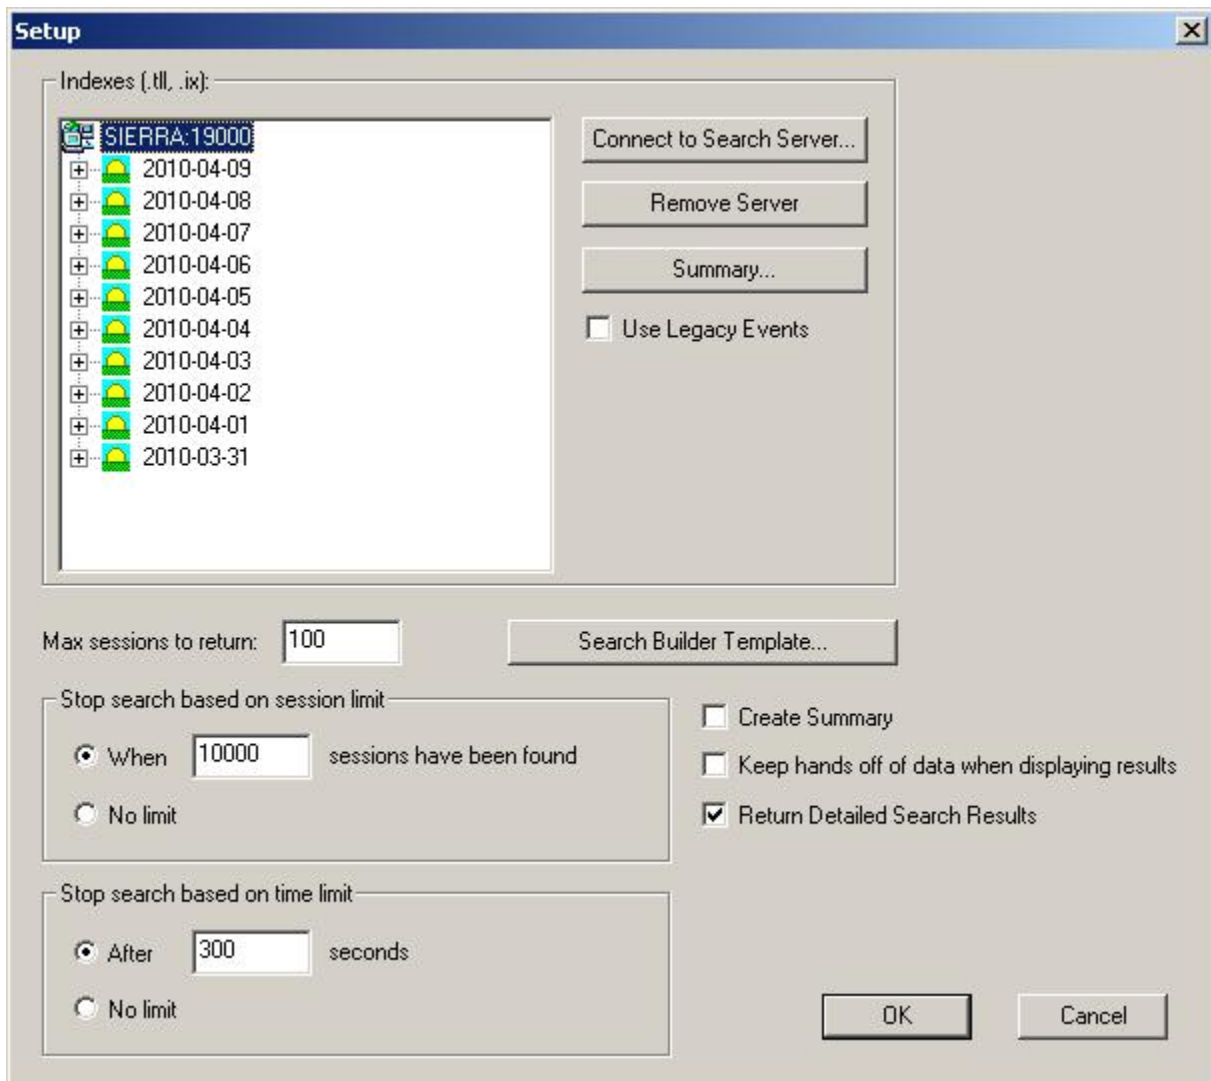 Setup
Indexes (.tll, .ix):
SIERRA:19000
2010-04-09
2010-04-08
2010-04-07
2010-04-06
2010-04-05
2010-04-04
2010-04-03
2010-04-02
2010-04-01
2010-03-31
Connect to Search Server...
Remove Server
Summary...
Use Legacy Events
Max sessions to return: 100
Search Builder Template...
Stop search based on session limit
When 10000 sessions have been found
No limit
Create Summary
Keep hands off of data when displaying results
Return Detailed Search Results
Stop search based on time limit
After 300 seconds
No limit
OK
Cancel